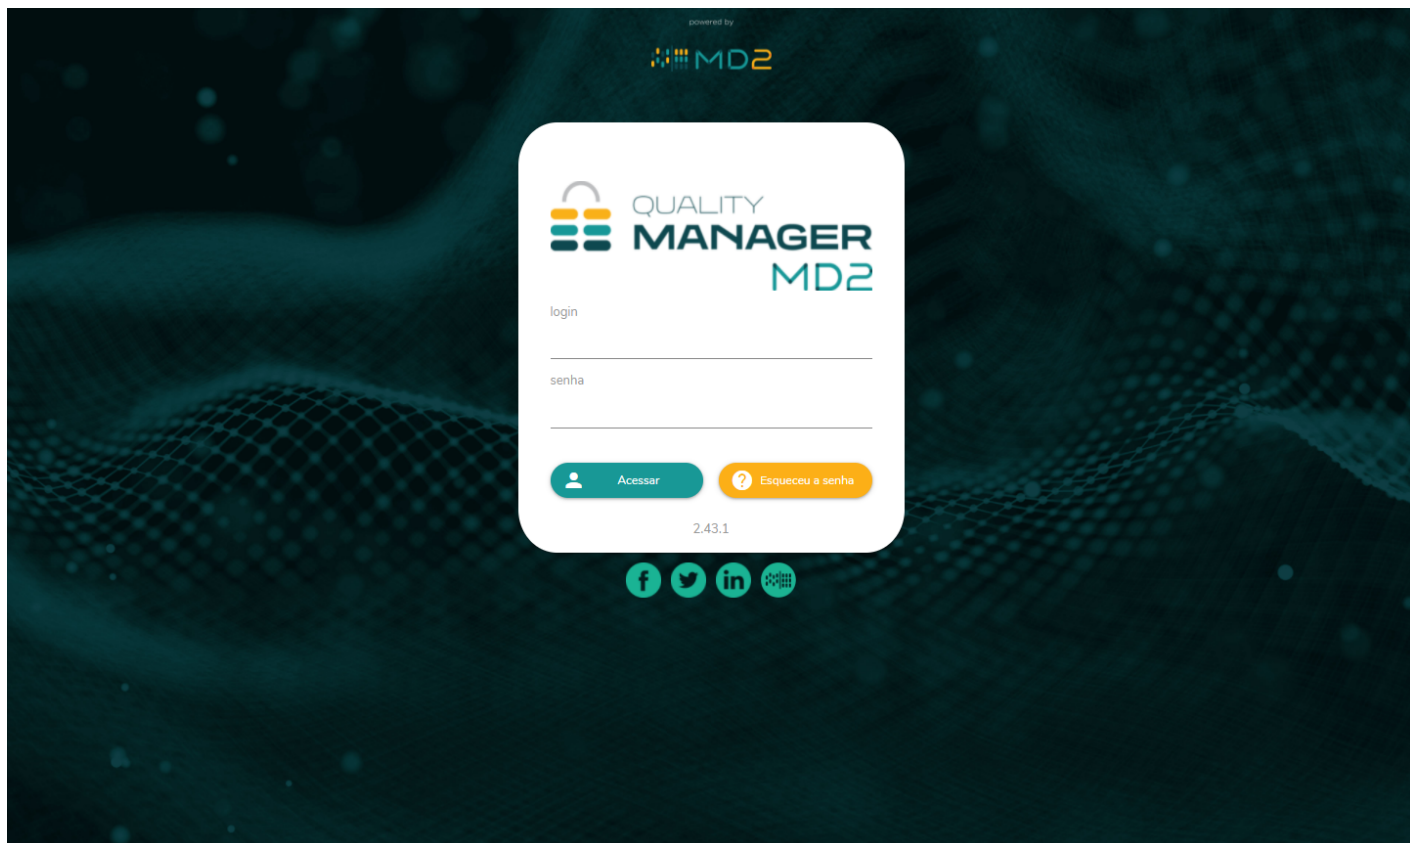 powered by
MD2
QUALITY
MANAGER
MD2
login
senha
Acessar
Esqueceu a senha
2.43.1